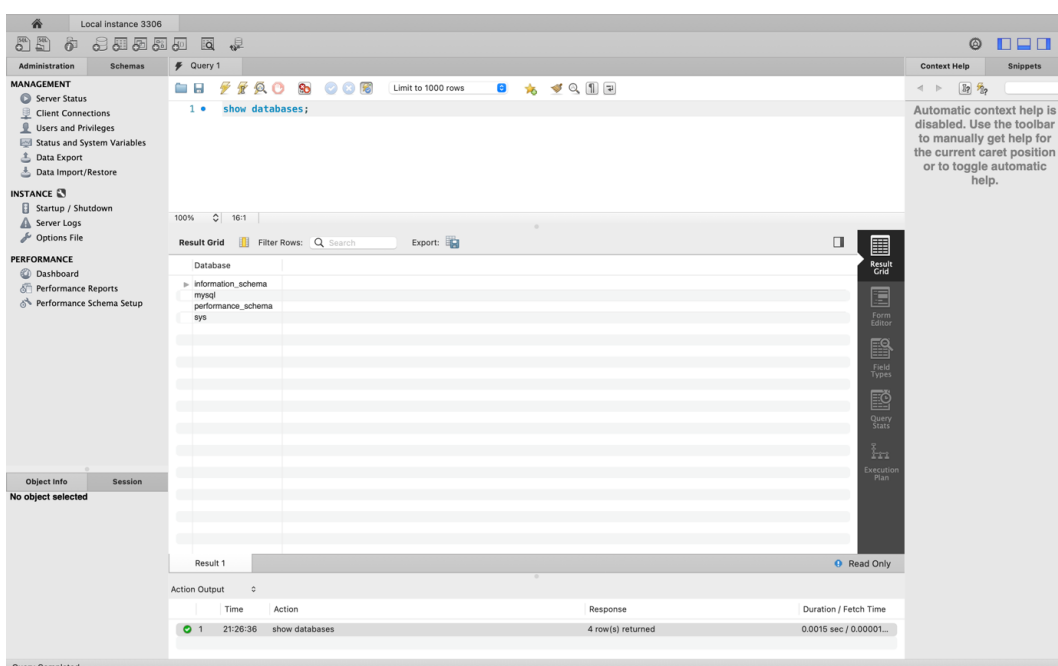 Local instance 3306
Administration Schemas
Query 1
Context Help Snippets
MANAGEMENT
Server Status
Client Connections
Users and Privileges
Status and System Variables
Data Export
Data Import/Restore
INSTANCE
Startup / Shutdown
Server Logs
Options File
PERFORMANCE
Dashboard
Performance Reports
Performance Schema Setup
Object Info Session
No object selected
Limit to 1000 rows
1 show databases;
100% 16:1
Result Grid Filter Rows: Search Export:
Database
information_schema
mysql
performance_schema
sys
Result
Grid
Form
Editor
Field
Types
Query
Stats
Execution
Plan
Result 1
Read Only
Action Output
Time Action Response Duration / Fetch Time
1 21:26:36 show databases 4 row(s) returned 0.0015 sec / 0.00001...
Automatic context help is
disabled. Use the toolbar
to manually get help for
the current caret position
or to toggle automatic
help.
Query Completed